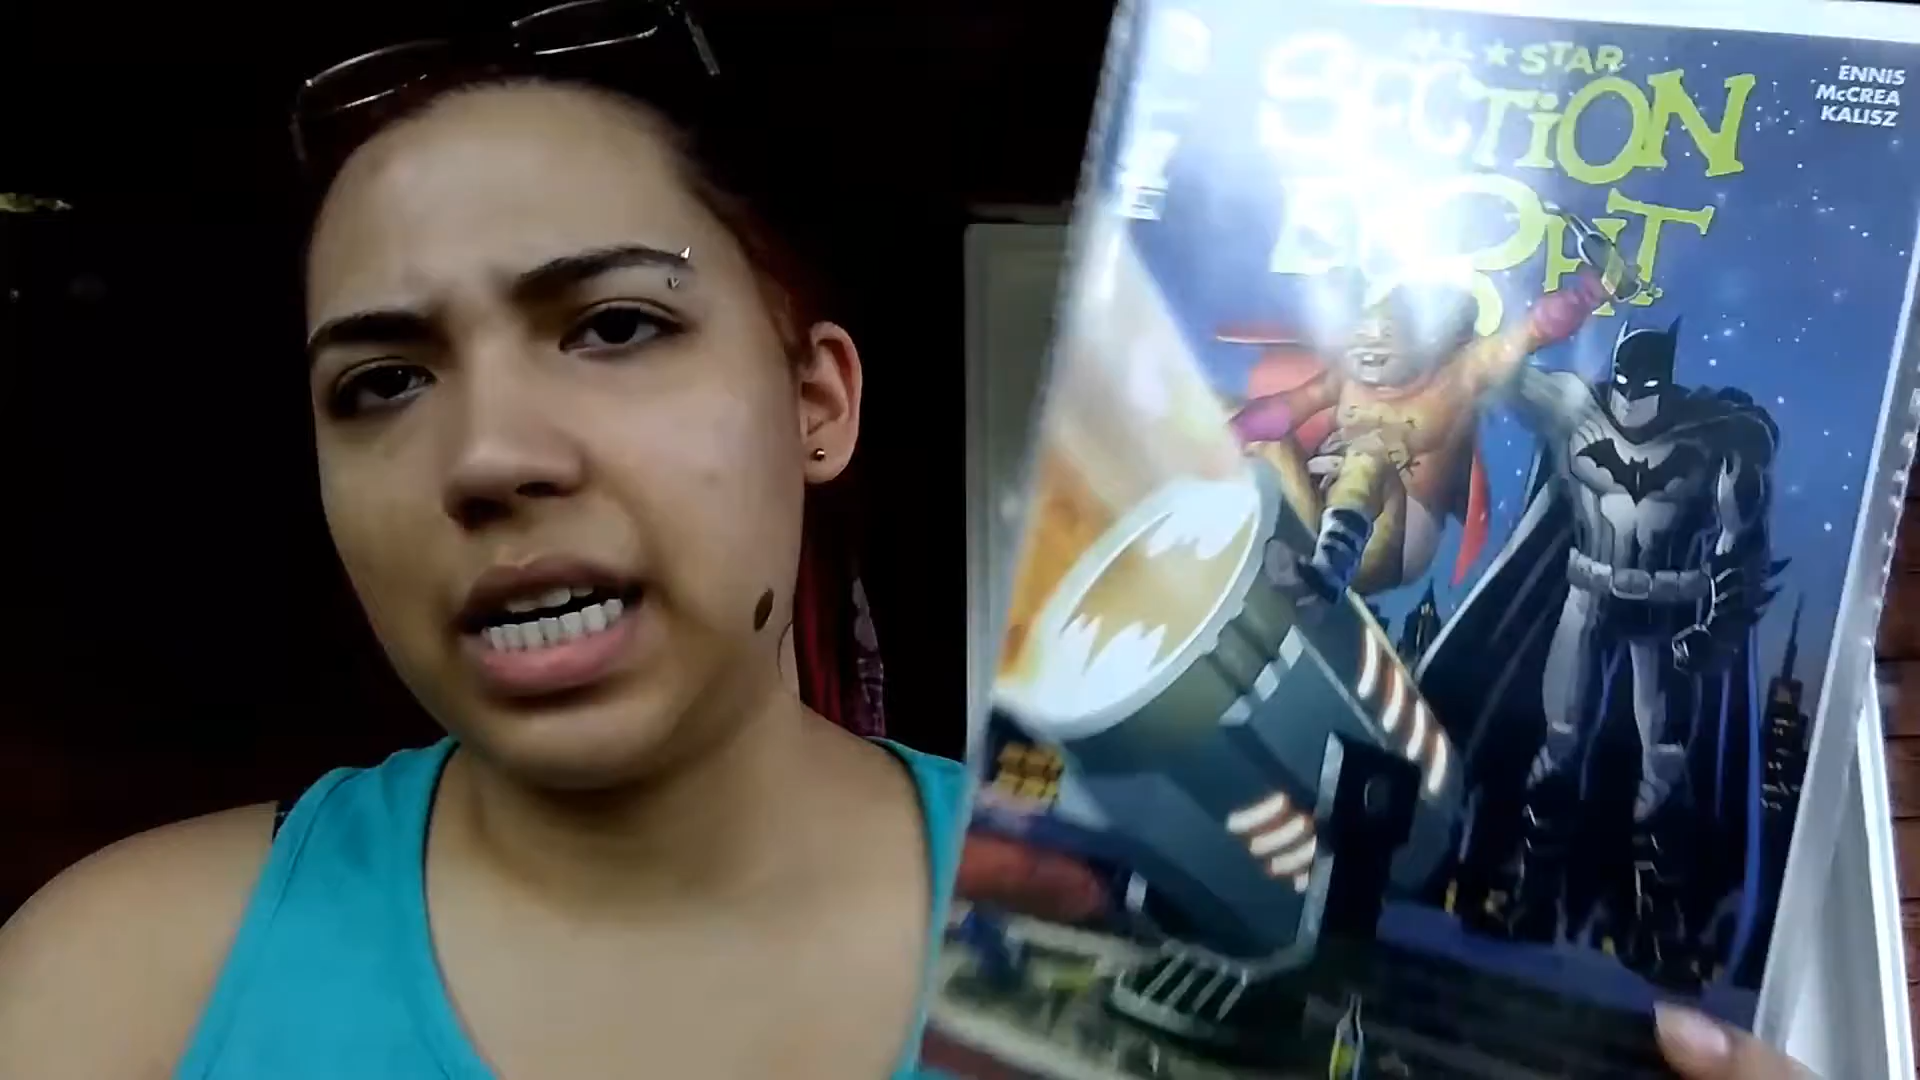 ALL ★ STAR
SECTiON
EIGHT
ENNIS
McCREA
KALISZ